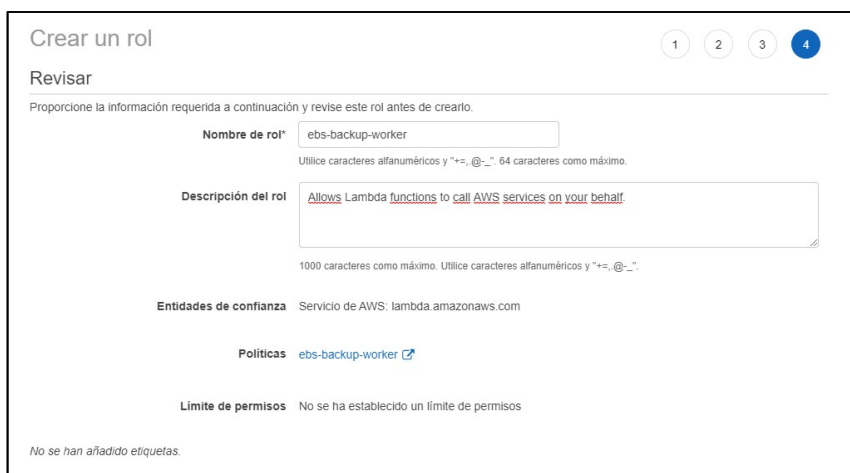 Crear un rol
1 2 3 4
Revisar
Proporcione la información requerida a continuación y revise este rol antes de crearlo.
Nombre de rol* ebs-backup-worker
Utilice caracteres alfanuméricos y "+=,.@-_". 64 caracteres como máximo.
Descripción del rol Allows Lambda functions to call AWS services on your behalf.
1000 caracteres como máximo. Utilice caracteres alfanuméricos y "+=,.@-_".
Entidades de confianza Servicio de AWS: lambda.amazonaws.com
Políticas ebs-backup-worker
Límite de permisos No se ha establecido un límite de permisos
No se han añadido etiquetas.